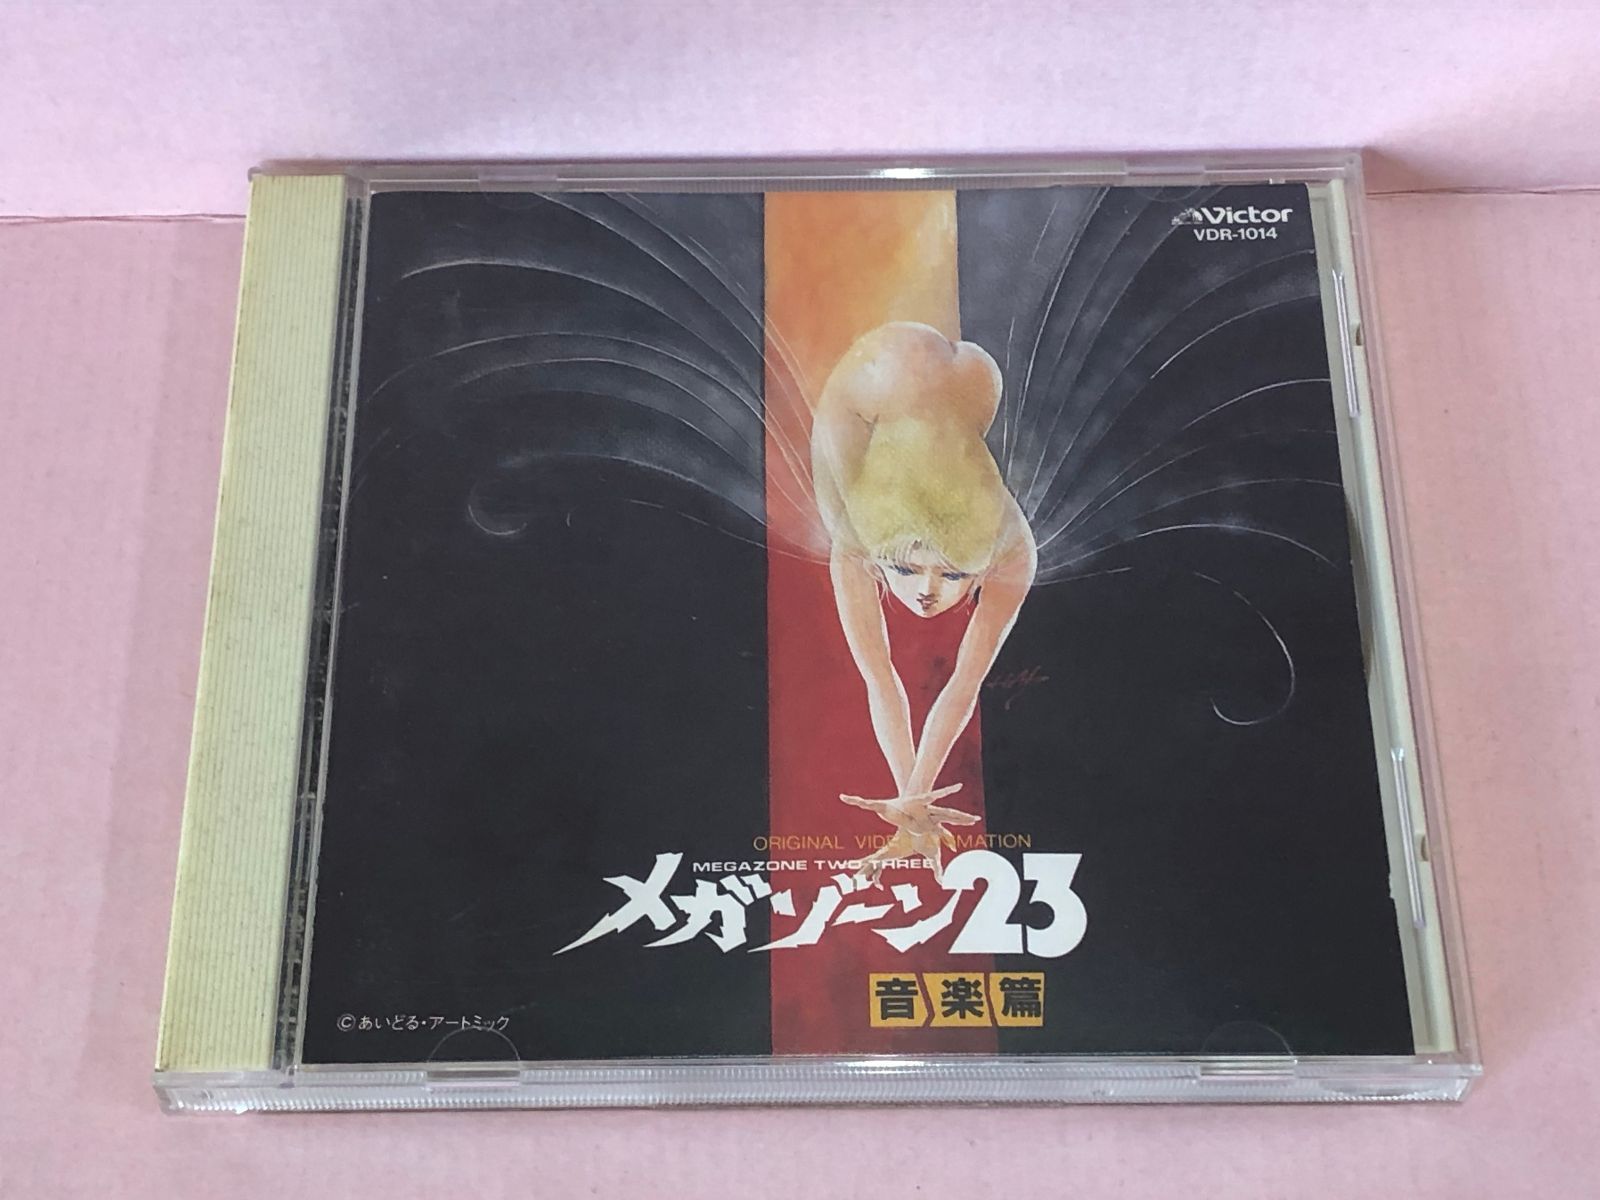 Victor
VDR-1014
ORIGINAL VIDEO ANIMATION
MEGAZONE TWO THREE
メガゾーン23
音楽篇
©あいどる・アートミック